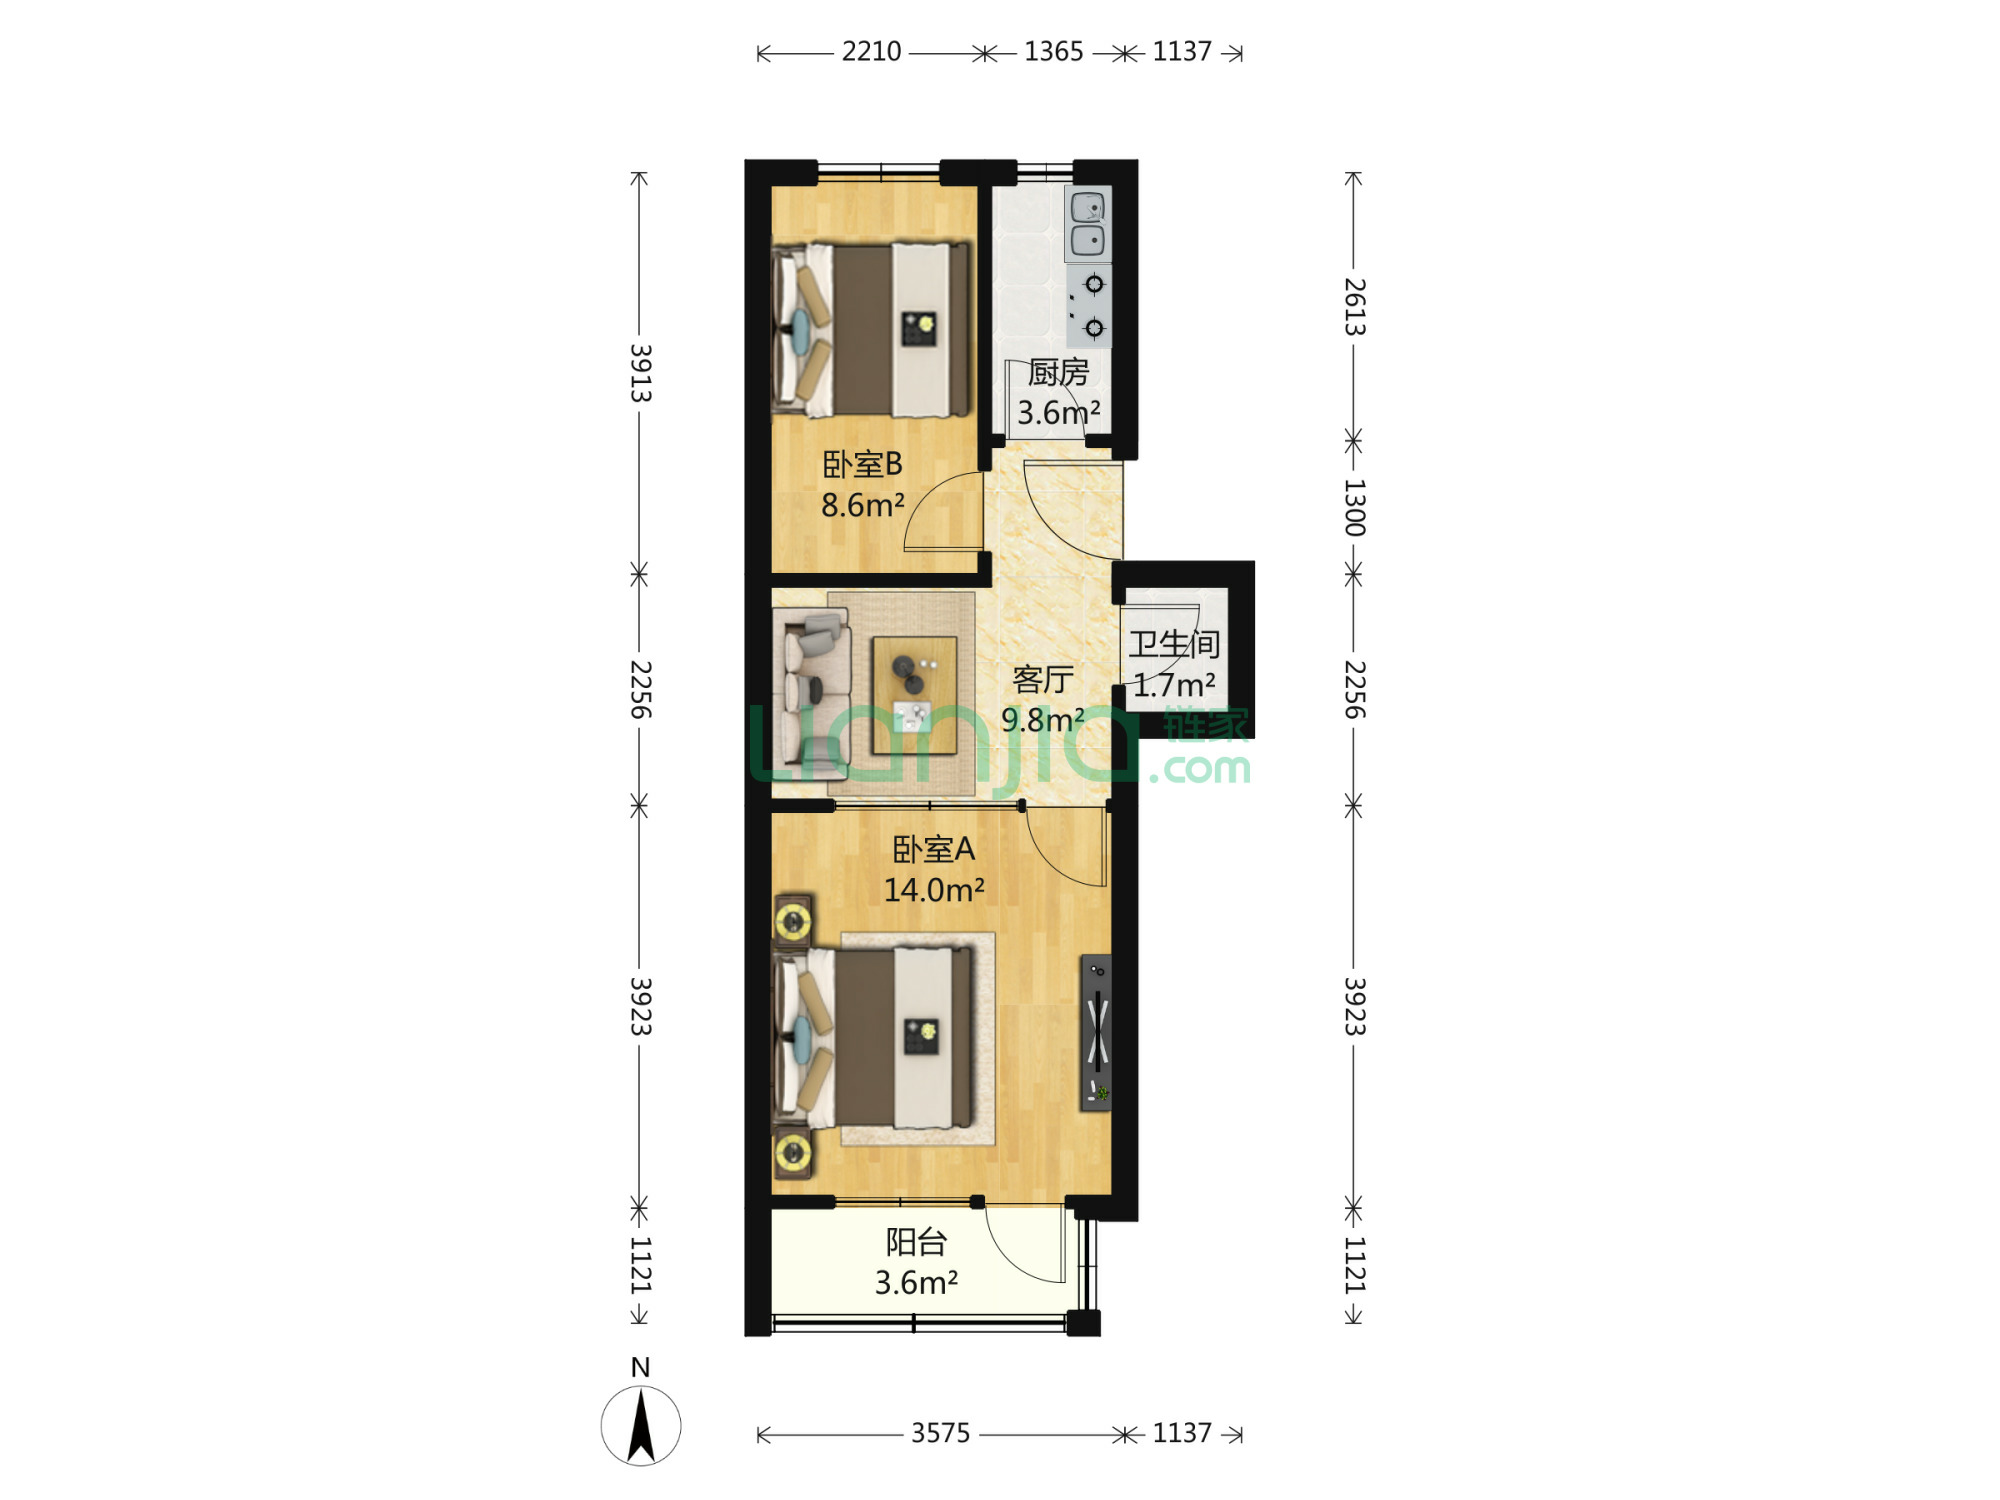 2210 1365 1137
2613
3913
厨房
3.6m²
卧室B
8.6m²
1300
卫生间
1.7m²
2256
客厅
9.8m²
2256
lianjia.com
链家
卧室A
14.0m²
3923
3923
阳台
3.6m²
1121
1121
N
3575 1137